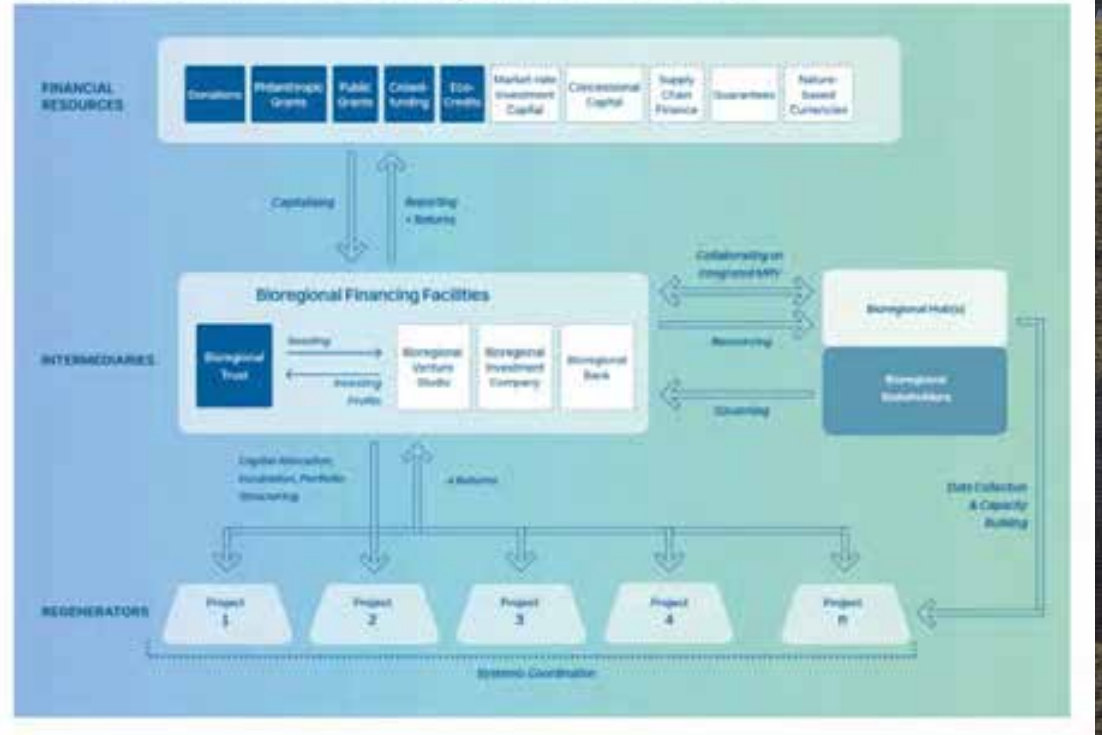 FINANCIAL
RESOURCES
Donations
Philanthropic
Grants
Public
Grants
Crowd-
funding
Eco-
Credits
Market-rate
Investment
Capital
Concessional
Capital
Supply
Chain
Finance
Guarantees
Nature-
based
Currencies
Capitalising
Reporting
+ Returns
Collaborating on
Integrated MRV
Bioregional Financing Facilities
Bioregional Hub(s)
INTERMEDIARIES
Bioregional
Trust
Seeding
Investing
Profits
Bioregional
Venture
Studio
Bioregional
Investment
Company
Bioregional
Bank
Resourcing
Bioregional
Stakeholders
Governing
Capital Allocation,
Incubation, Portfolio
Structuring
4 Returns
Data Collection
& Capacity
Building
REGENERATORS
Project
1
Project
2
Project
3
Project
4
Project
n
Systemic Coordination